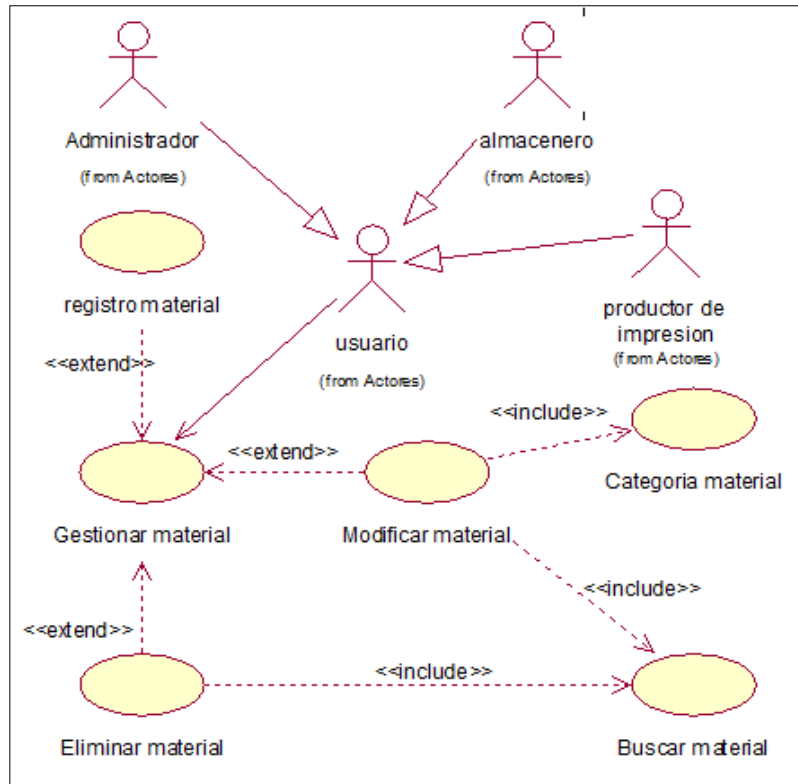 Administrador
(from Actores)
almacenero
(from Actores)
registro material
usuario
(from Actores)
productor de
impresion
(from Actores)
<<extend>>
<<include>>
<<extend>>
Categoria material
Gestionar material
Modificar material
<<include>>
<<extend>>
<<include>>
Eliminar material
Buscar material